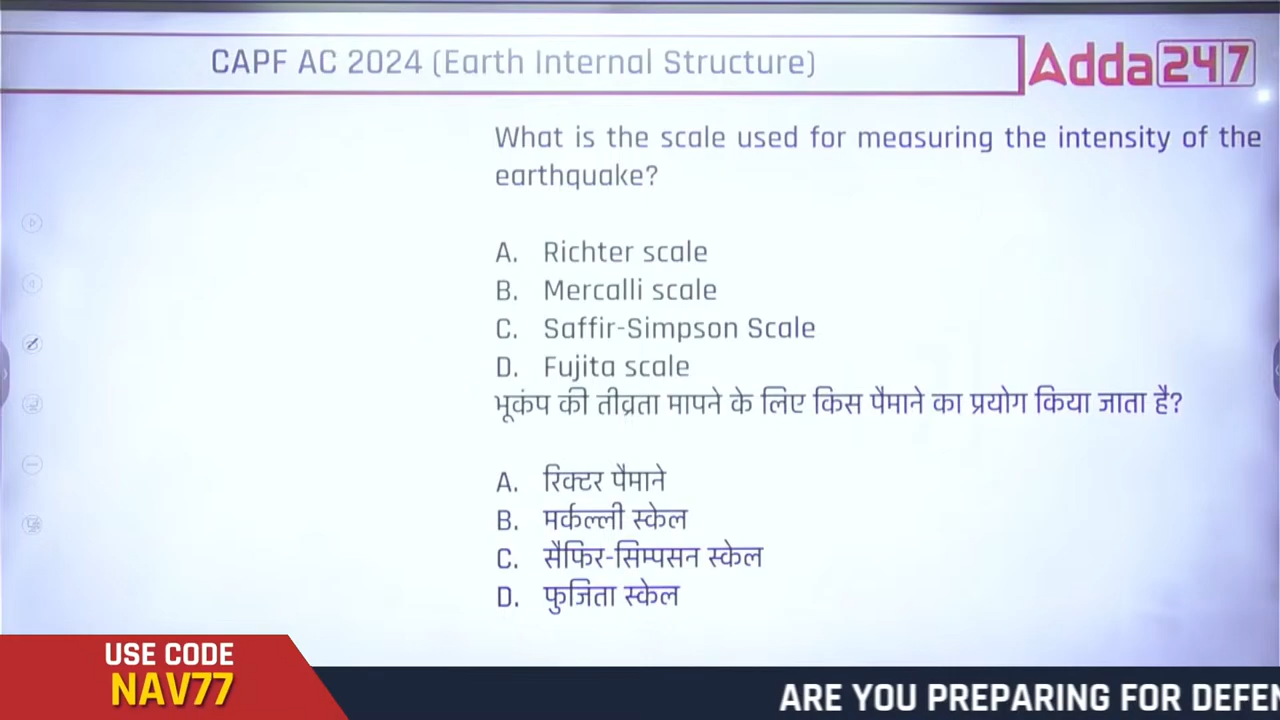 CAPF AC 2024 (Earth Internal Structure)
Adda247
What is the scale used for measuring the intensity of the
earthquake?
A. Richter scale
B. Mercalli scale
C. Saffir-Simpson Scale
D. Fujita scale
भूकंप की तीव्रता मापने के लिए किस पैमाने का प्रयोग किया जाता है?
A. रिक्टर पैमाने
B. मर्कल्ली स्केल
C. सैफिर-सिम्पसन स्केल
D. फुजिता स्केल
USE CODE
NAV77
ARE YOU PREPARING FOR DEFEN